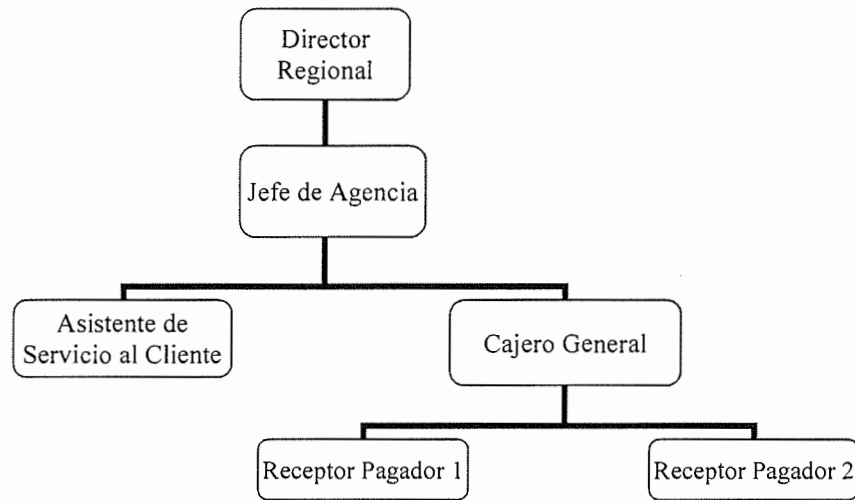 Director
Regional
Jefe de Agencia
Asistente de
Servicio al Cliente
Cajero General
Receptor Pagador 1
Receptor Pagador 2